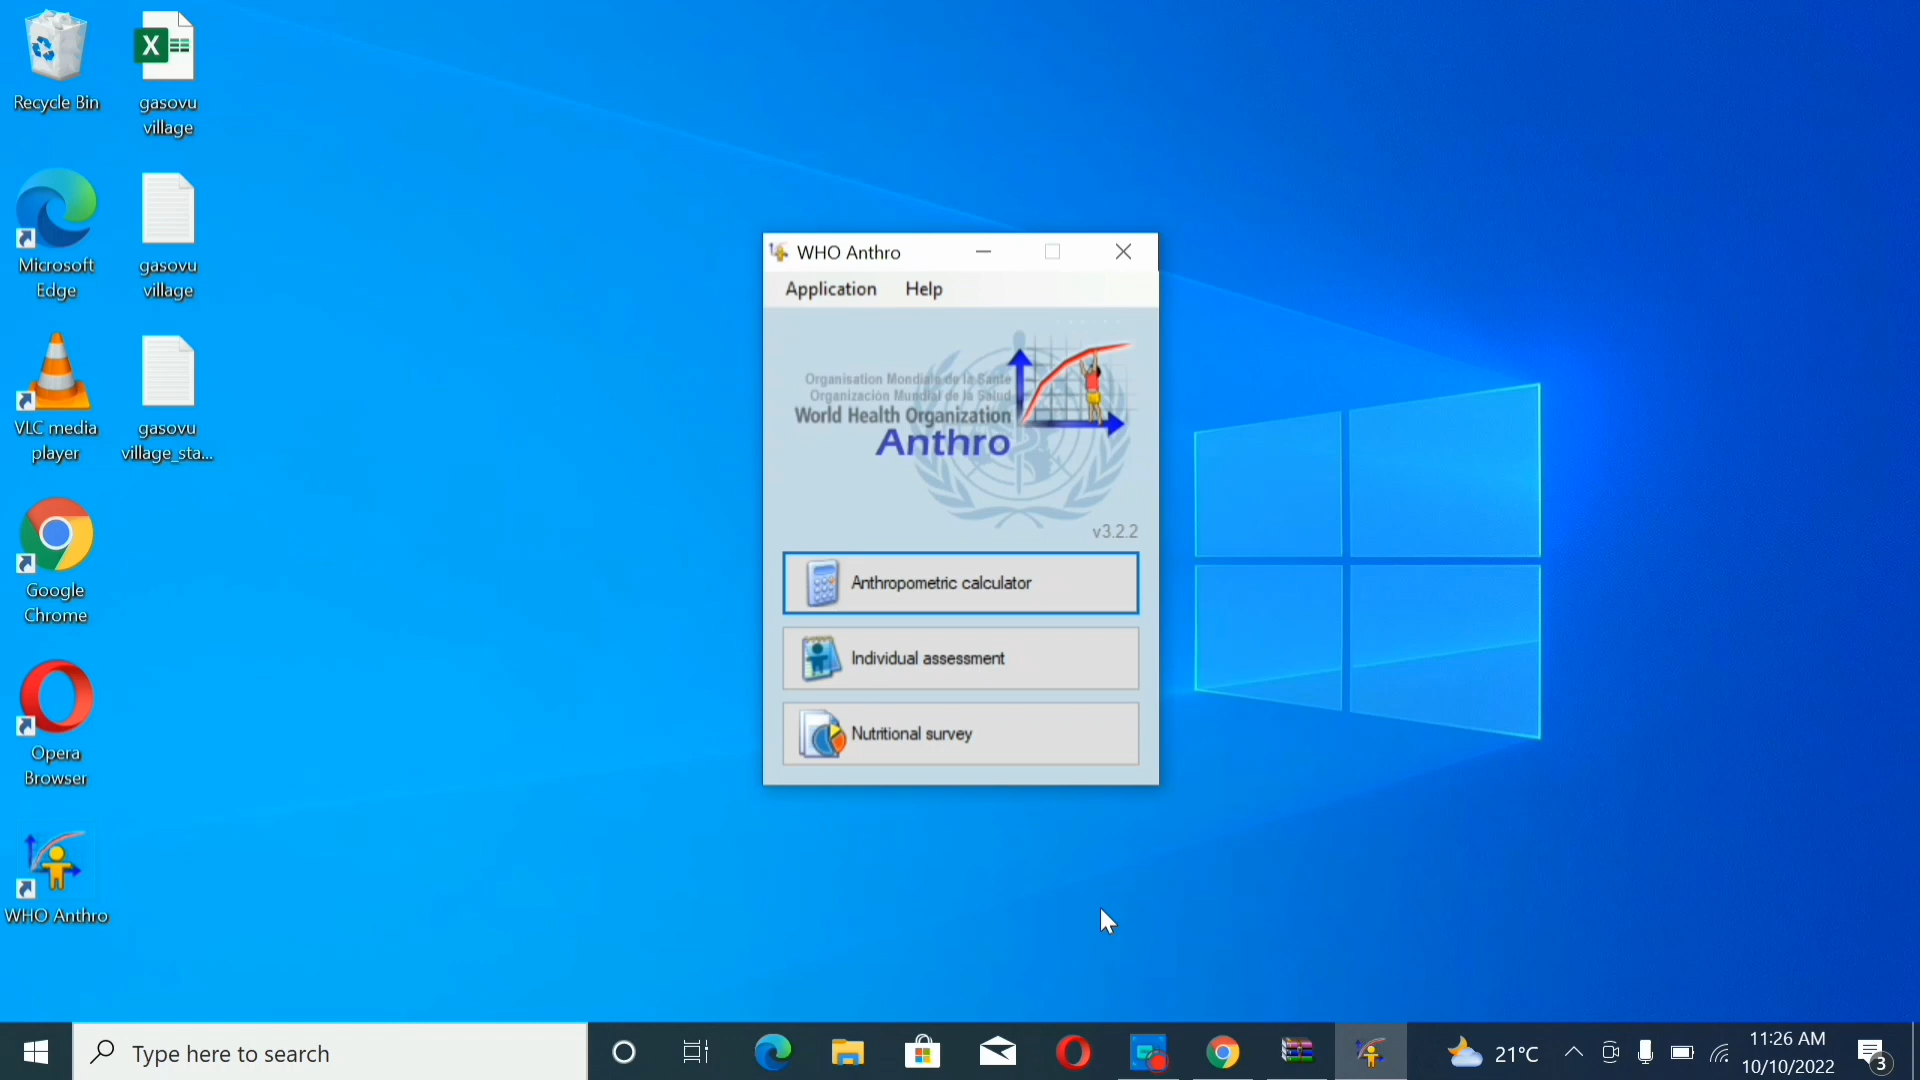 Recycle Bin
gasovu
village
Microsoft
Edge
gasovu
village
VLC media
player
gasovu
village_sta...
Google
Chrome
Opera
Browser
WHO Anthro
WHO Anthro
Application Help
Organisation Mondiale de la Santé
Organización Mundial de la Salud
World Health Organization
Anthro
v3.2.2
Anthropometric calculator
Individual assessment
Nutritional survey
Type here to search
21°C
11:26 AM
10/10/2022
3